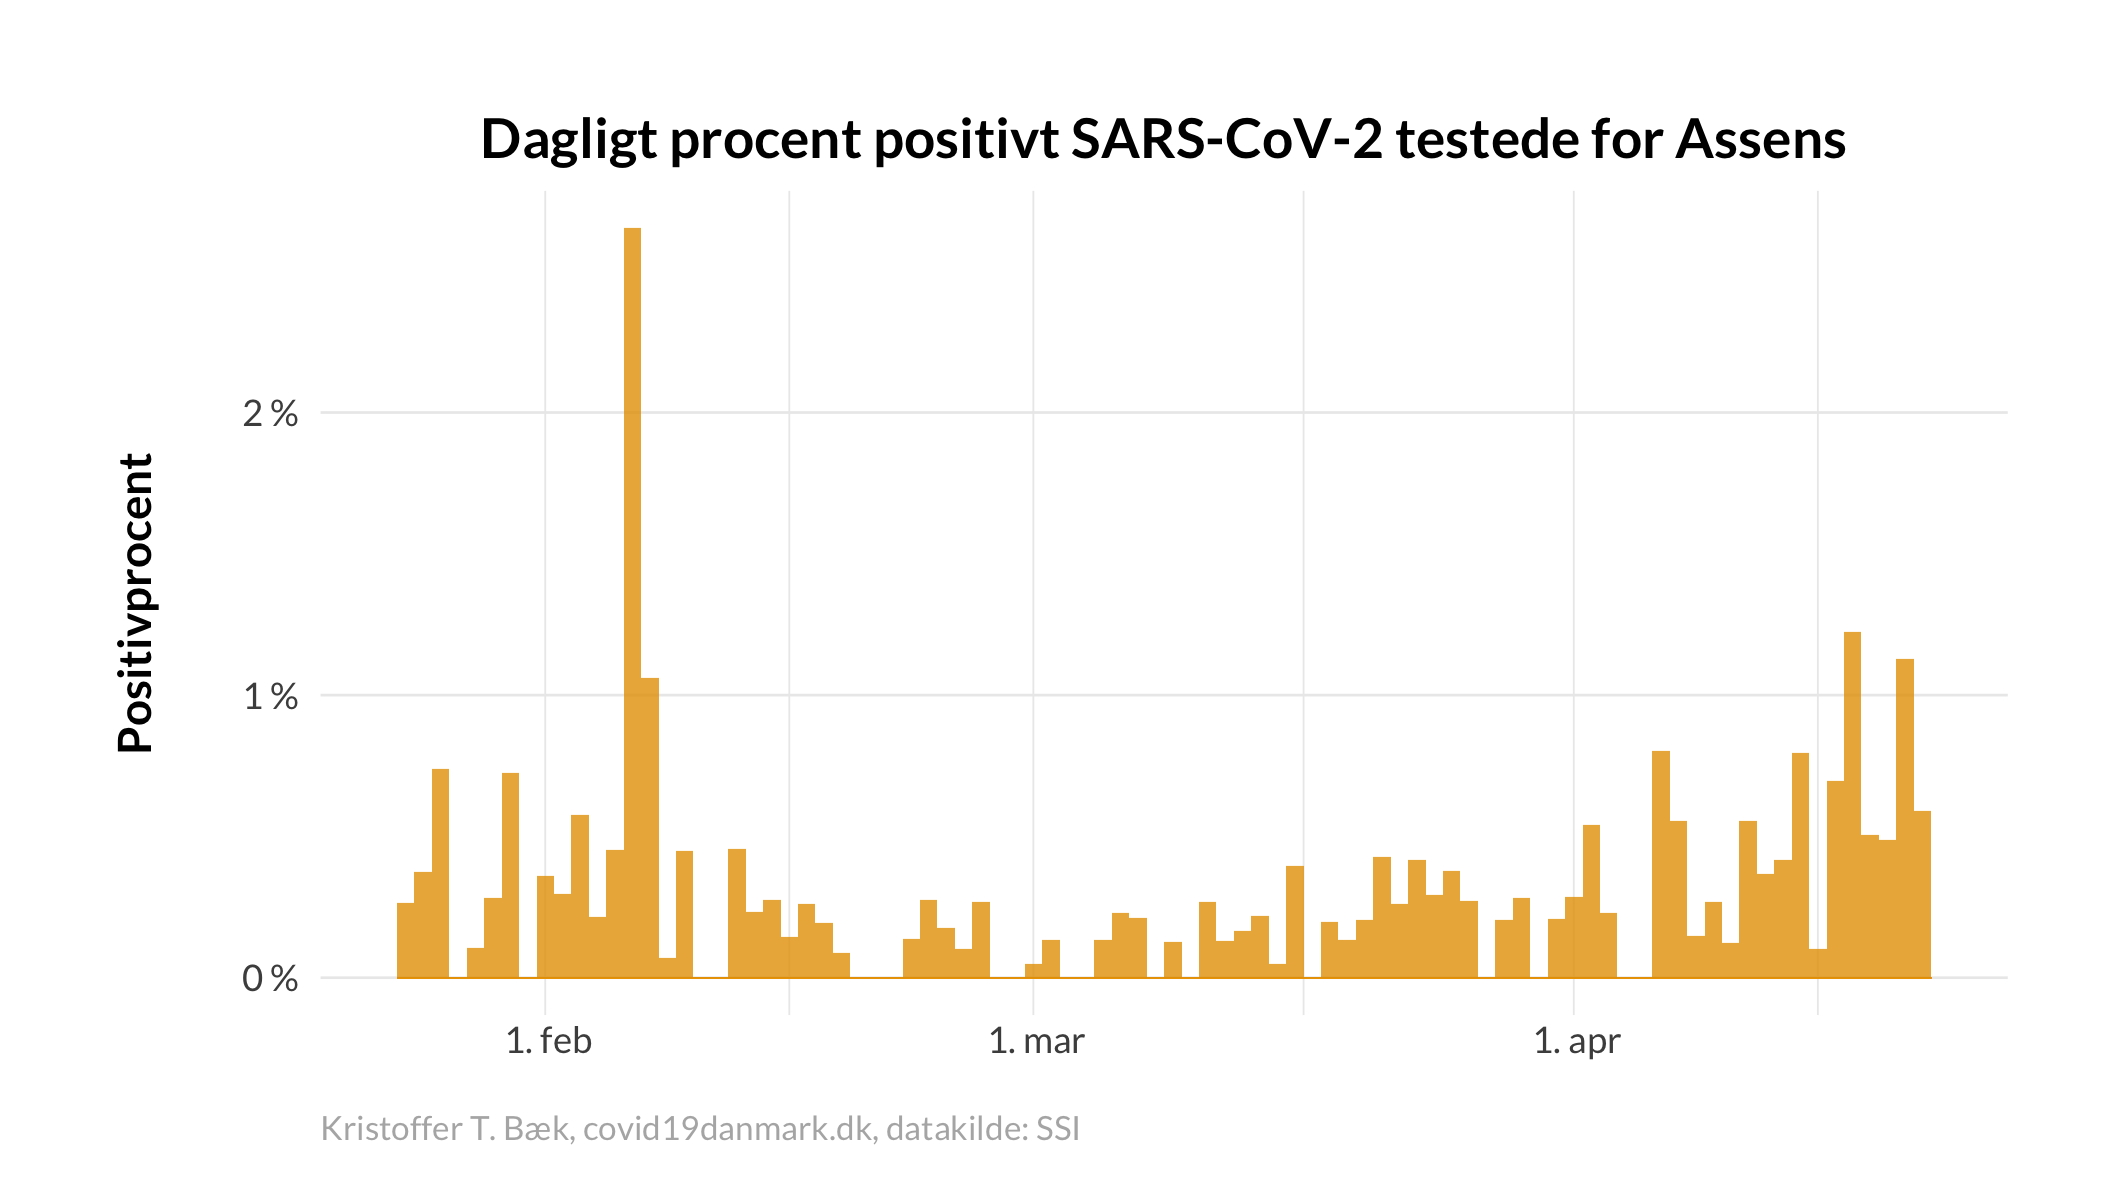 Dagligt procent positivt SARS-CoV-2 testede for Assens
Positivprocent
2 %
1 %
0 %
1. feb
1. mar
1. apr
Kristoffer T. Bæk, covid19danmark.dk, datakilde: SSI